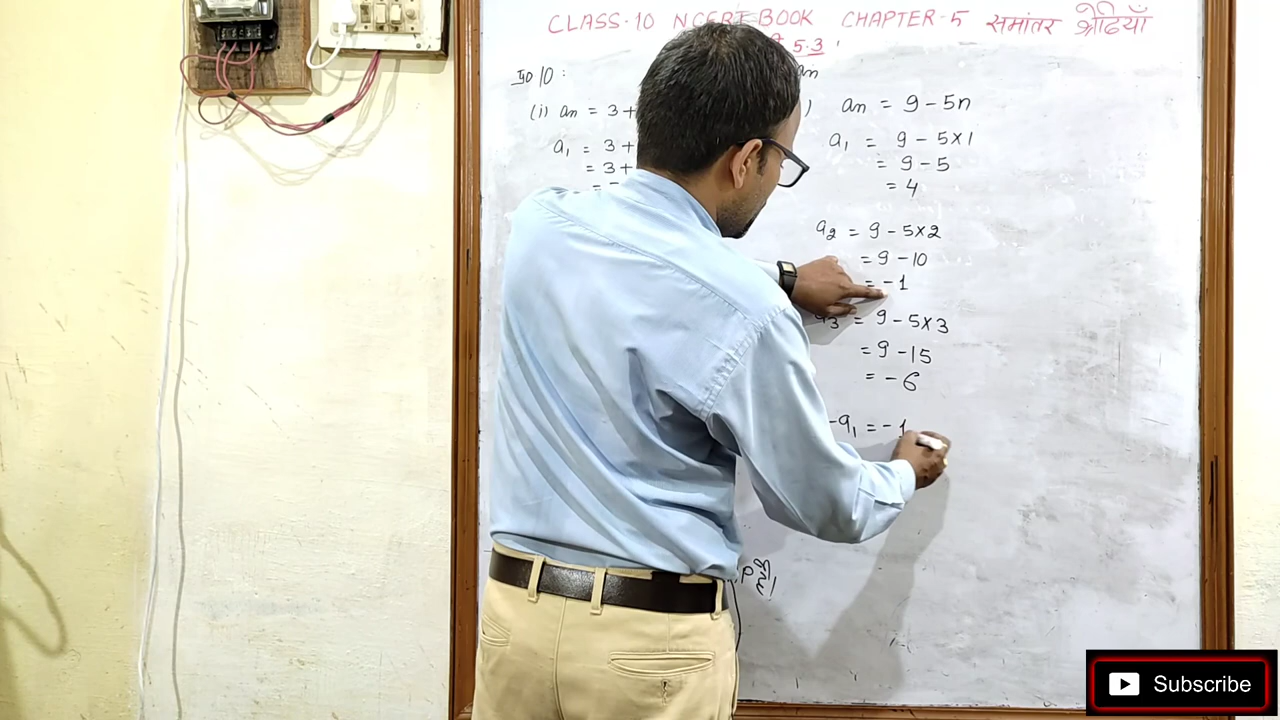 CLASS-10 NCERT BOOK CHAPTER-5 समांतर श्रेढियाँ
5.3
10: an
(i) an = 3+
a1 = 3+
= 3+
=
) an = 9-5n
a1 = 9-5×1
= 9-5
= 4
a2 = 9-5×2
= 9-10
= -1
a3 = 9-5×3
= 9-15
= -6
-a1 = -1
Subscribe